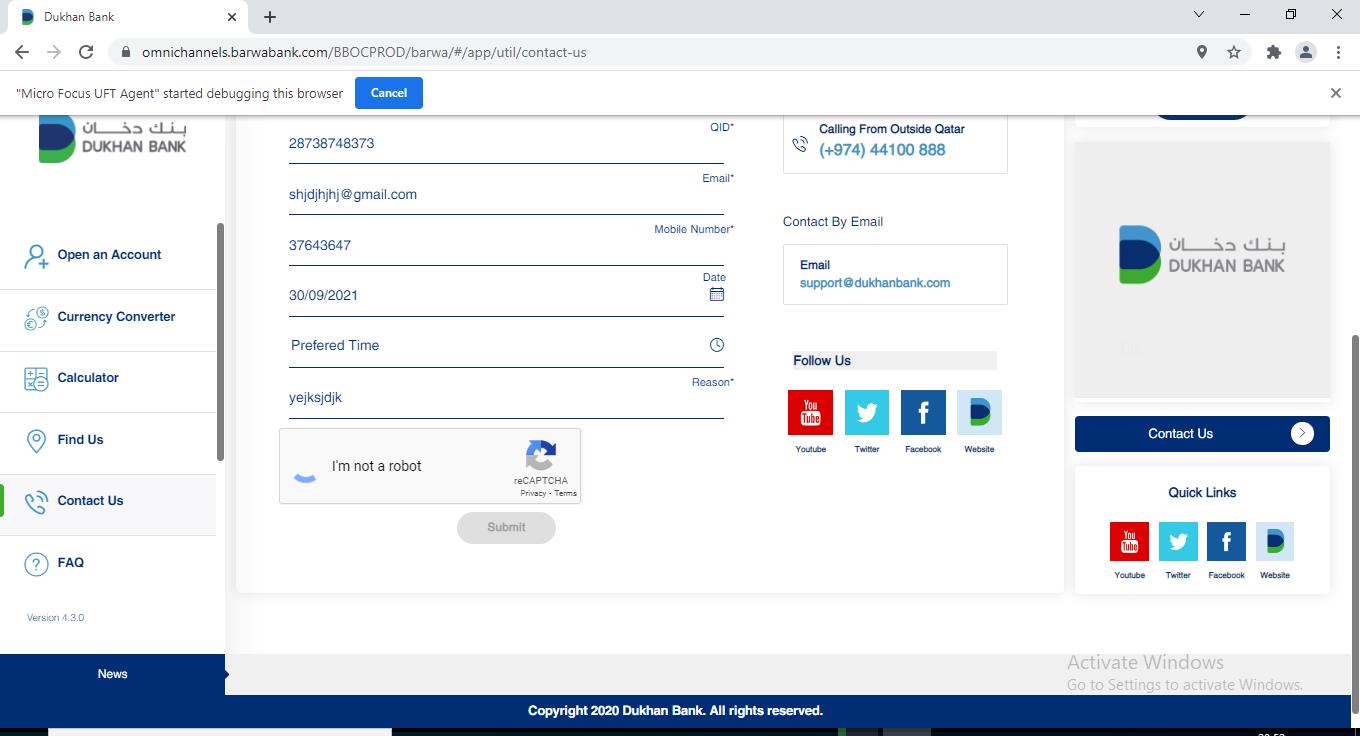 Dukhan Bank
omnichannels.barwabank.com/BBOCPROD/barwa/#/app/util/contact-us
"Micro Focus UFT Agent" started debugging this browser
Cancel
بنك دخان
DUKHAN BANK
Open an Account
Currency Converter
Calculator
Find Us
Contact Us
FAQ
Version 4.3.0
News
QID*
28738748373
Email*
shjdjhjhj@gmail.com
Mobile Number*
37643647
Date
30/09/2021
Prefered Time
Reason*
yejksjdjk
I'm not a robot
reCAPTCHA
Privacy - Terms
Submit
Calling From Outside Qatar
(+974) 44100 888
Contact By Email
Email
support@dukhanbank.com
Follow Us
You Tube
Youtube
Twitter
Facebook
Website
بنك دخان
DUKHAN BANK
Contact Us
Quick Links
You Tube
Youtube
Twitter
Facebook
Website
Activate Windows
Go to Settings to activate Windows.
Copyright 2020 Dukhan Bank. All rights reserved.